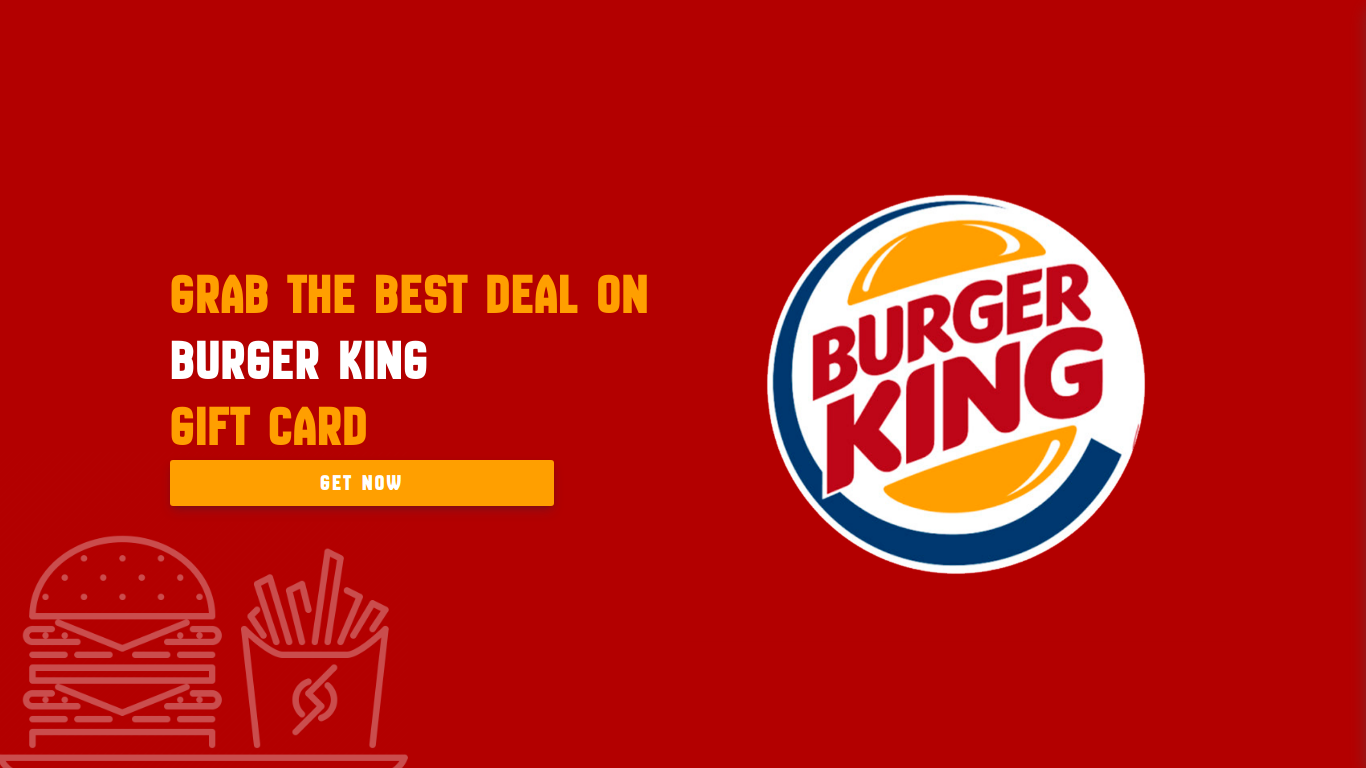 GRAB THE BEST DEAL ON
BURGER KING
GIFT CARD
GET NOW
BURGER
KING